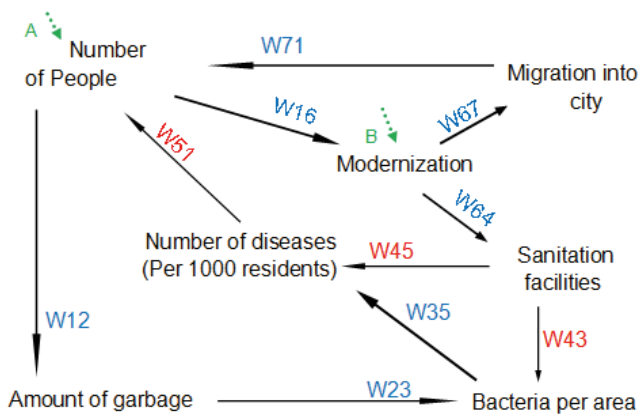 A
Number
of People
W71
Migration into
city
W16
B
W67
Modernization
W51
W64
Number of diseases
(Per 1000 residents)
W45
Sanitation
facilities
W12
W35
W43
Amount of garbage
W23
Bacteria per area